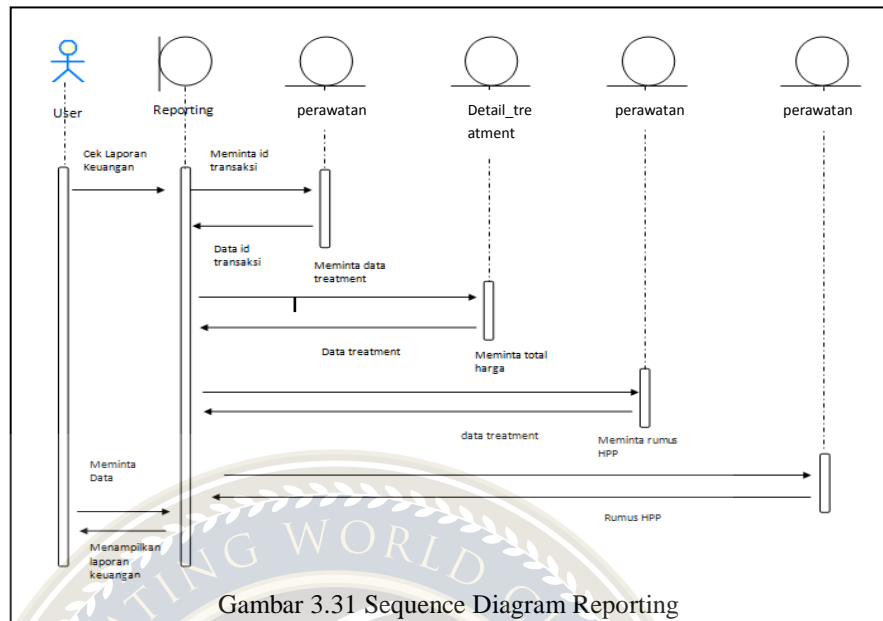 User
Reporting
perawatan
Detail_tre
atment
perawatan
perawatan
Cek Laporan
Keuangan
Meminta id
transaksi
Data id
transaksi
Meminta data
treatment
Data treatment
Meminta total
harga
data treatment
Meminta rumus
HPP
Meminta
Data
Rumus HPP
Menampilkan
laporan
keuangan
ATING WORLD C
Gambar 3.31 Sequence Diagram Reporting